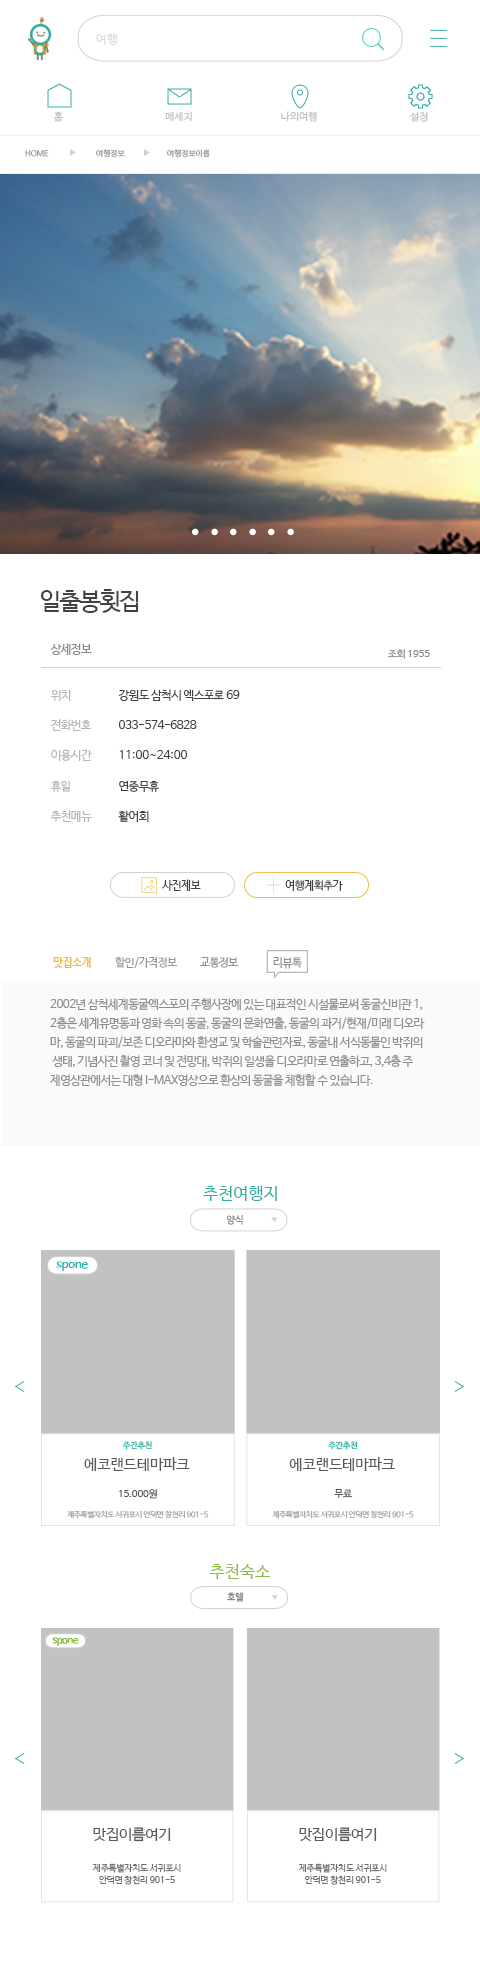 여행
홈 메세지 나의여행 설정
HOME ▶ 여행정보 ▶ 여행정보이름
일출봉횟집
상세정보 조회 1955
위치 강원도 삼척시 엑스포로 69
전화번호 033-574-6828
이용시간 11:00~24:00
휴일 연중무휴
추천메뉴 활어회
사진제보 여행계획추가
맛집소개 할인/가격정보 교통정보 리뷰톡
2002년 삼척세계동굴엑스포의 주행사장에 있는 대표적인 시설물로써 동굴신비관 1,
2층은 세계유명동과 영화 속의 동굴, 동굴의 문화연출, 동굴의 과거/현재/미래 디오라
마, 동굴의 파괴/보존 디오라마와 환생교 및 학술관련자료, 동굴내 서식동물인 박쥐의
생태, 기념사진 촬영 코너 및 전망대, 박쥐의 일생을 디오라마로 연출하고, 3,4층 주
제영상관에서는 대형 I-MAX영상으로 환상의 동굴을 체험할 수 있습니다.
추천여행지
양식 ▼
spone
< >
주간추천 주간추천
에코랜드테마파크 에코랜드테마파크
15.000원 무료
제주특별자치도 서귀포시 안덕면 창천리 901-5 제주특별자치도 서귀포시 안덕면 창천리 901-5
추천숙소
호텔 ▼
spone
< >
맛집이름여기 맛집이름여기
제주특별자치도 서귀포시 제주특별자치도 서귀포시
안덕면 창천리 901-5 안덕면 창천리 901-5